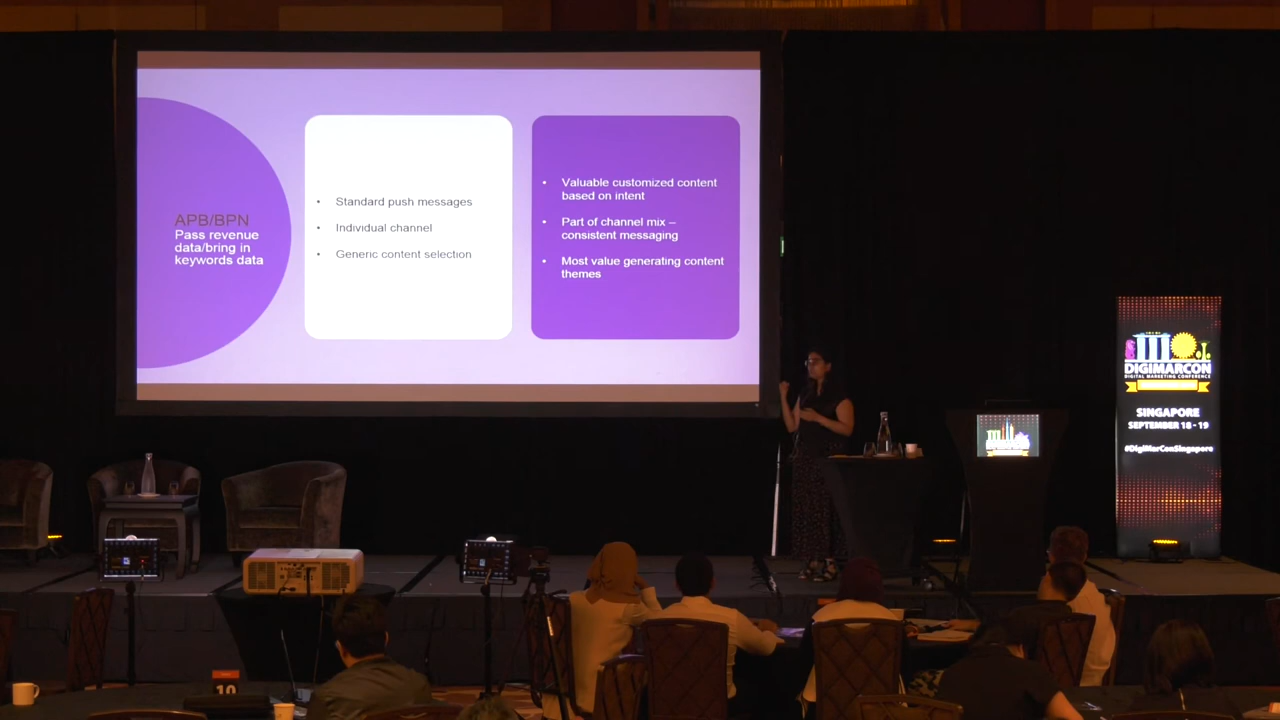 APB/BPN
Pass revenue
data/bring in
keywords data
• Standard push messages
• Individual channel
• Generic content selection
• Valuable customized content
based on intent
• Part of channel mix –
consistent messaging
• Most value generating content
themes
DIGIMARCON
DIGITAL MARKETING CONFERENCE
SINGAPORE
SEPTEMBER 18 - 19
#DigiMarConSingapore
10